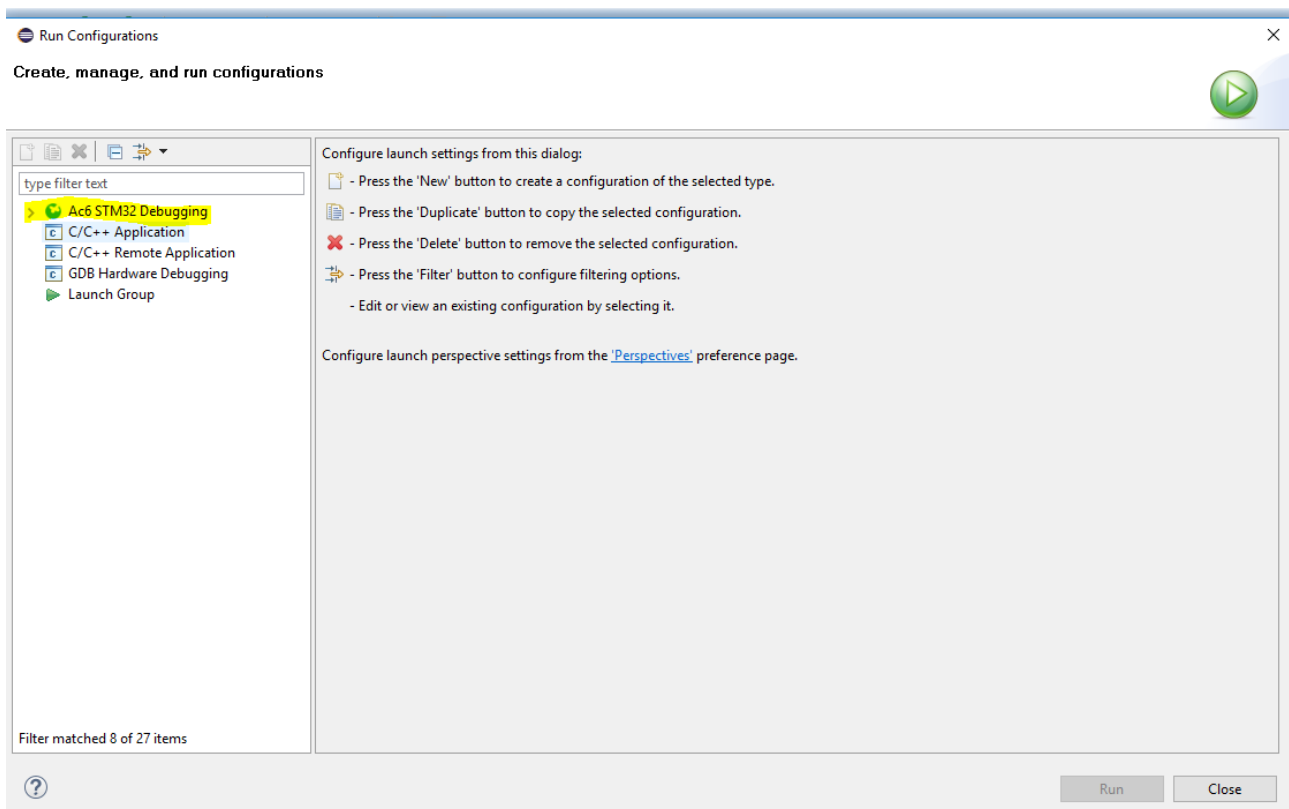 Run Configurations
Create, manage, and run configurations
type filter text
Ac6 STM32 Debugging
C/C++ Application
C/C++ Remote Application
GDB Hardware Debugging
Launch Group
Filter matched 8 of 27 items
Configure launch settings from this dialog:
- Press the 'New' button to create a configuration of the selected type.
- Press the 'Duplicate' button to copy the selected configuration.
- Press the 'Delete' button to remove the selected configuration.
- Press the 'Filter' button to configure filtering options.
- Edit or view an existing configuration by selecting it.
Configure launch perspective settings from the 'Perspectives' preference page.
Run
Close